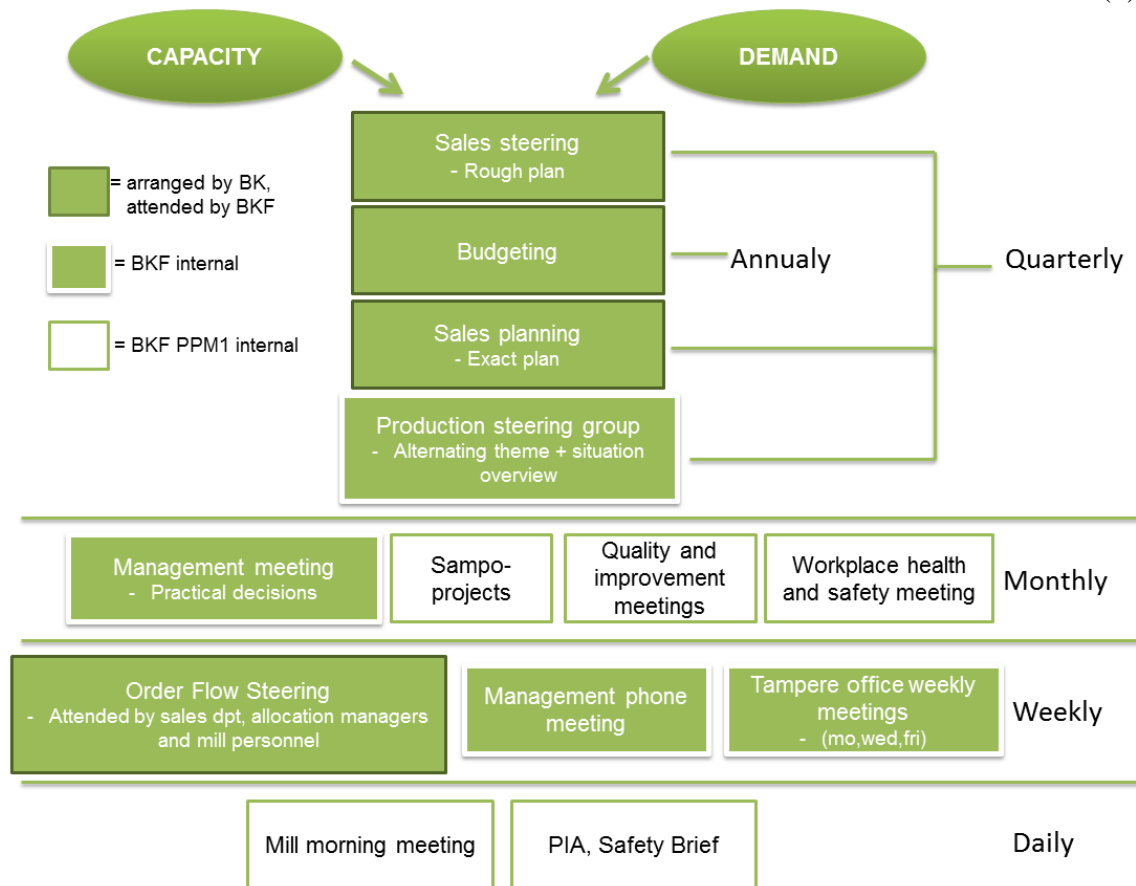 CAPACITY
DEMAND
Sales steering
- Rough plan
= arranged by BK,
attended by BKF
Budgeting
Annualy
Quarterly
= BKF internal
Sales planning
- Exact plan
= BKF PPM1 internal
Production steering group
- Alternating theme + situation
overview
Management meeting
- Practical decisions
Sampo-
projects
Quality and
improvement
meetings
Workplace health
and safety meeting
Monthly
Order Flow Steering
- Attended by sales dpt, allocation managers
and mill personnel
Management phone
meeting
Tampere office weekly
meetings
- (mo,wed,fri)
Weekly
Mill morning meeting
PIA, Safety Brief
Daily